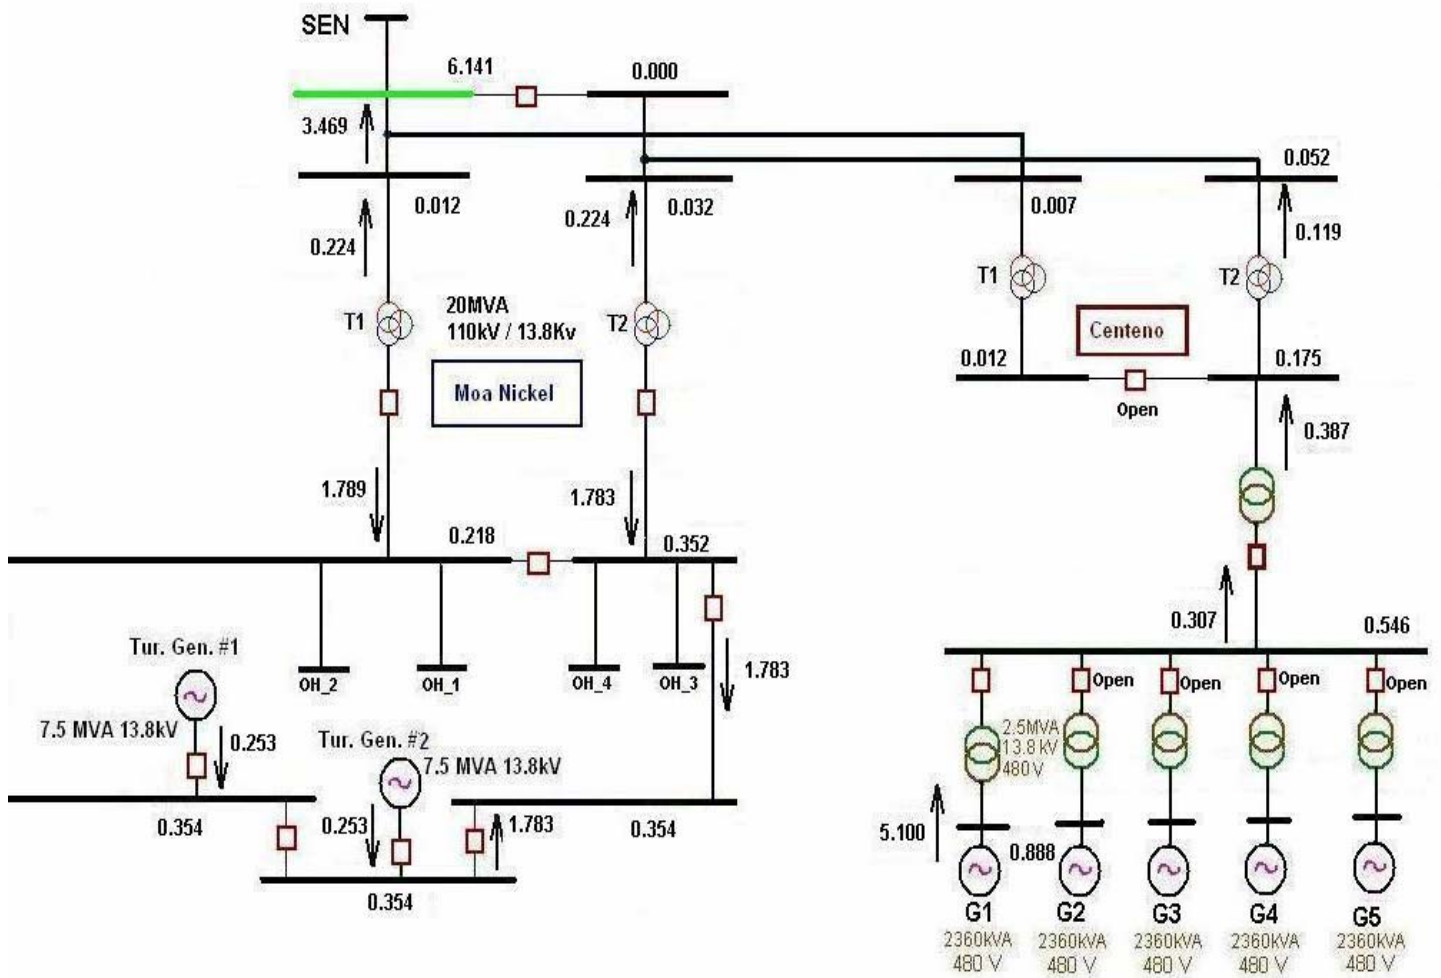 SEN
6.141
0.000
3.469
0.052
0.012
0.224
0.032
0.007
0.119
0.224
T1
20MVA
110kV / 13.8Kv
T2
T1
T2
Centeno
Moa Nickel
0.012
0.175
Open
0.387
1.789
1.783
0.218
0.352
0.307
0.546
Tur. Gen. #1
OH_2
OH_1
OH_4
OH_3
1.783
Open
Open
Open
Open
7.5 MVA 13.8kV
0.253
Tur. Gen. #2
7.5 MVA 13.8kV
2.5MVA
13.8 kV
480 V
0.354
0.253
1.783
0.354
5.100
0.888
0.354
G1
G2
G3
G4
G5
2360KVA
2360KVA
2360KVA
2360KVA
2360KVA
480 V
480 V
480 V
480 V
480 V